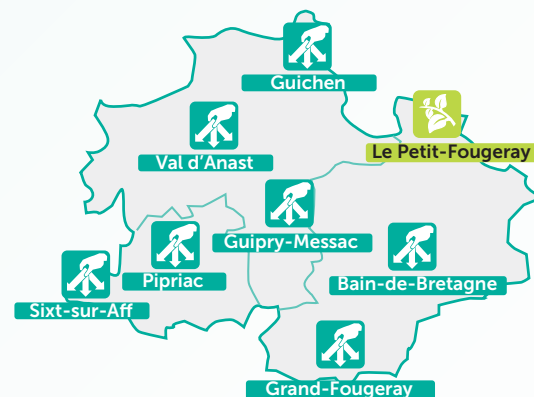 Guichen
Le Petit-Fougeray
Val d'Anast
Guipry-Messac
Pipriac
Bain-de-Bretagne
Sixt-sur-Aff
Grand-Fougeray